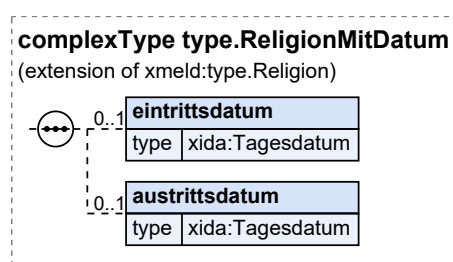 complexType type.ReligionMitDatum
(extension of xmeld:type.Religion)
0..1 eintrittsdatum
type xida:Tagesdatum
0..1 austrittsdatum
type xida:Tagesdatum